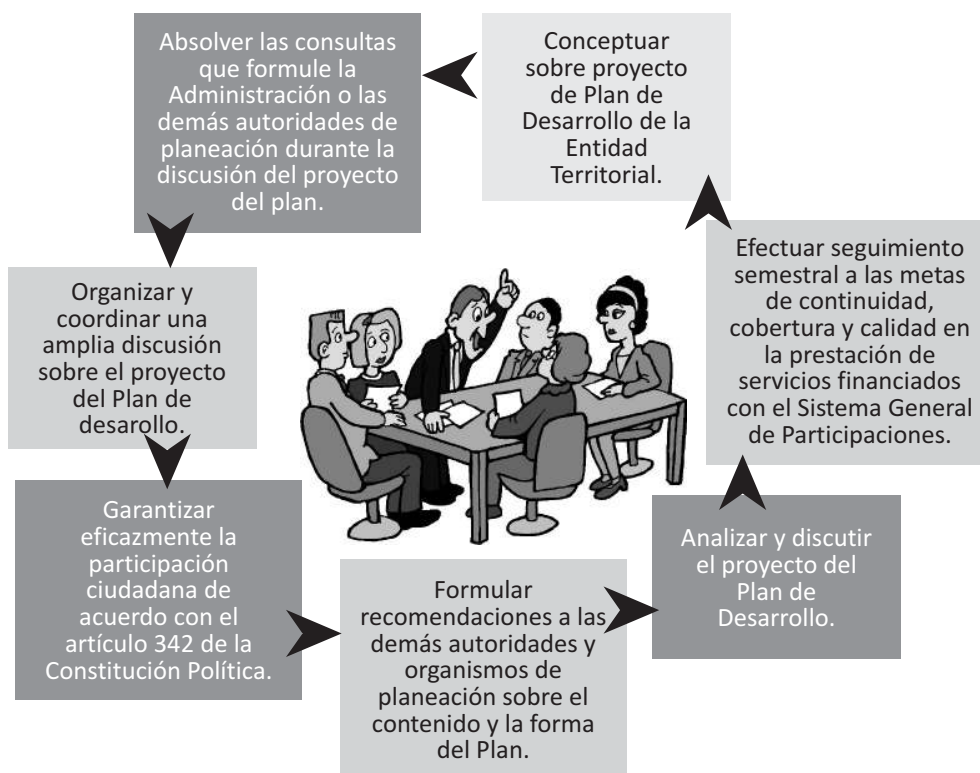 Absolver las consultas
que formule la
Administración o las
demás autoridades de
planeación durante la
discusión del proyecto
del plan.
Conceptuar
sobre proyecto
de Plan de
Desarrollo de la
Entidad
Territorial.
Organizar y
coordinar una
amplia discusión
sobre el proyecto
del Plan de
desarollo.
Efectuar seguimiento
semestral a las metas
de continuidad,
cobertura y calidad en
la prestación de
servicios financiados
con el Sistema General
de Participaciones.
Garantizar
eficazmente la
participación
ciudadana de
acuerdo con el
artículo 342 de la
Constitución Política.
Formular
recomendaciones a las
demás autoridades y
organismos de
planeación sobre el
contenido y la forma
del Plan.
Analizar y discutir
el proyecto del
Plan de
Desarrollo.